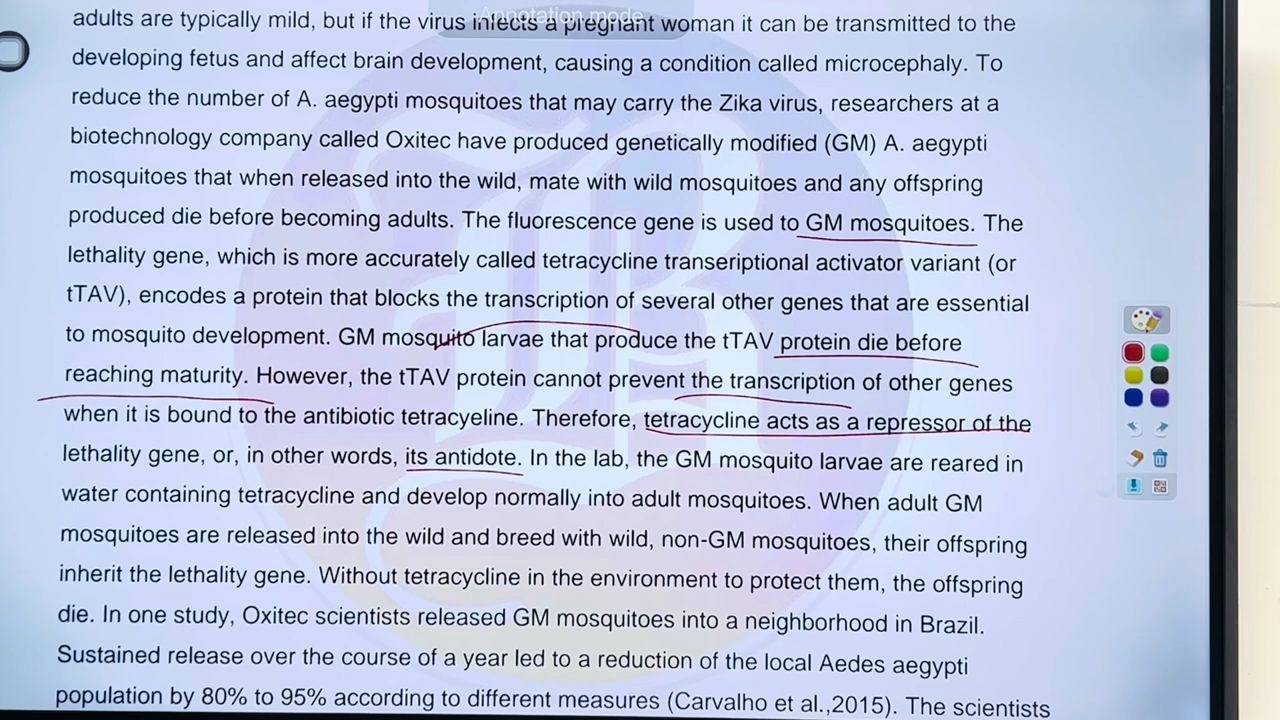 Annotation mode
adults are typically mild, but if the virus infects a pregnant woman it can be transmitted to the
developing fetus and affect brain development, causing a condition called microcephaly. To
reduce the number of A. aegypti mosquitoes that may carry the Zika virus, researchers at a
biotechnology company called Oxitec have produced genetically modified (GM) A. aegypti
mosquitoes that when released into the wild, mate with wild mosquitoes and any offspring
produced die before becoming adults. The fluorescence gene is used to GM mosquitoes. The
lethality gene, which is more accurately called tetracycline transeriptional activator variant (or
tTAV), encodes a protein that blocks the transcription of several other genes that are essential
to mosquito development. GM mosquito larvae that produce the tTAV protein die before
reaching maturity. However, the tTAV protein cannot prevent the transcription of other genes
when it is bound to the antibiotic tetracyeline. Therefore, tetracycline acts as a repressor of the
lethality gene, or, in other words, its antidote. In the lab, the GM mosquito larvae are reared in
water containing tetracycline and develop normally into adult mosquitoes. When adult GM
mosquitoes are released into the wild and breed with wild, non-GM mosquitoes, their offspring
inherit the lethality gene. Without tetracycline in the environment to protect them, the offspring
die. In one study, Oxitec scientists released GM mosquitoes into a neighborhood in Brazil.
Sustained release over the course of a year led to a reduction of the local Aedes aegypti
population by 80% to 95% according to different measures (Carvalho et al.,2015). The scientists